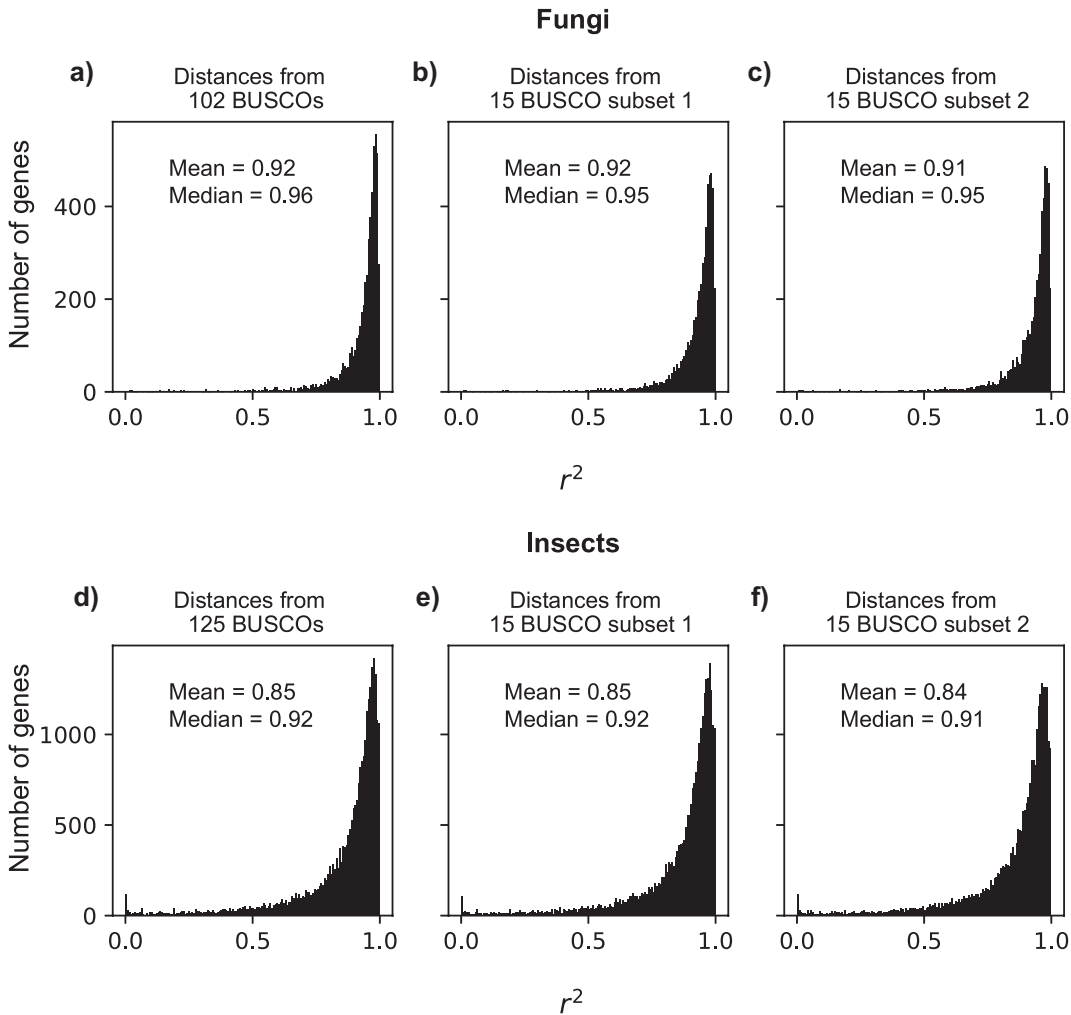 Fungi
a)
Distances from
102 BUSCOs
b)
Distances from
15 BUSCO subset 1
c)
Distances from
15 BUSCO subset 2
Number of genes
Mean = 0.92
Median = 0.96
Mean = 0.92
Median = 0.95
Mean = 0.91
Median = 0.95
400
200
0
0.0 0.5 1.0
0.0 0.5 1.0
0.0 0.5 1.0
r²
Insects
d)
Distances from
125 BUSCOs
e)
Distances from
15 BUSCO subset 1
f)
Distances from
15 BUSCO subset 2
Number of genes
Mean = 0.85
Median = 0.92
Mean = 0.85
Median = 0.92
Mean = 0.84
Median = 0.91
1000
500
0
0.0 0.5 1.0
0.0 0.5 1.0
0.0 0.5 1.0
r²